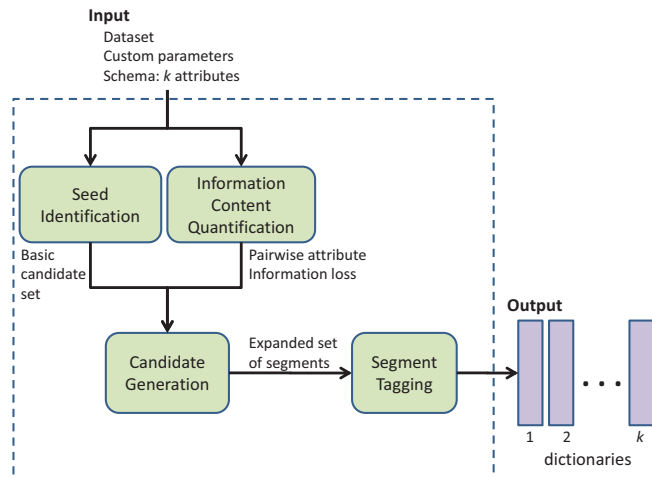 Input
Dataset
Custom parameters
Schema: k attributes
Seed
Identification
Information
Content
Quantification
Basic
candidate
set
Pairwise attribute
Information loss
Candidate
Generation
Expanded set
of segments
Segment
Tagging
Output
1 2 k
dictionaries